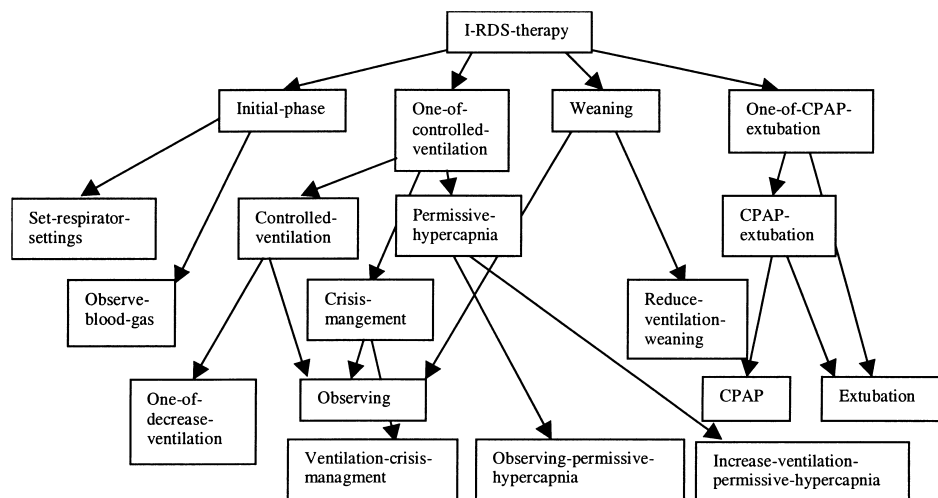 I-RDS-therapy
Initial-phase
One-of-
controlled-
ventilation
Weaning
One-of-CPAP-
extubation
Set-respirator-
settings
Controlled-
ventilation
Permissive-
hypercapnia
CPAP-
extubation
Observe-
blood-gas
Crisis-
mangement
Reduce-
ventilation-
weaning
One-of-
decrease-
ventilation
Observing
CPAP
Extubation
Ventilation-crisis-
managment
Observing-permissive-
hypercapnia
Increase-ventilation-
permissive-hypercapnia